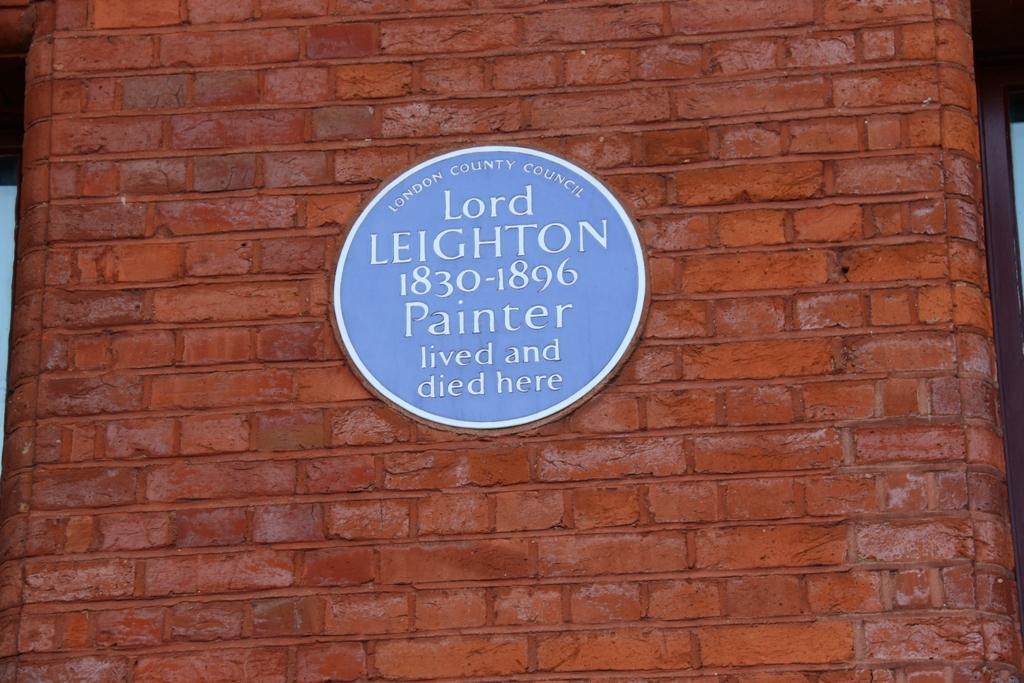 LONDON COUNTY COUNCIL
Lord
LEIGHTON
1830-1896
Painter
lived and
died here